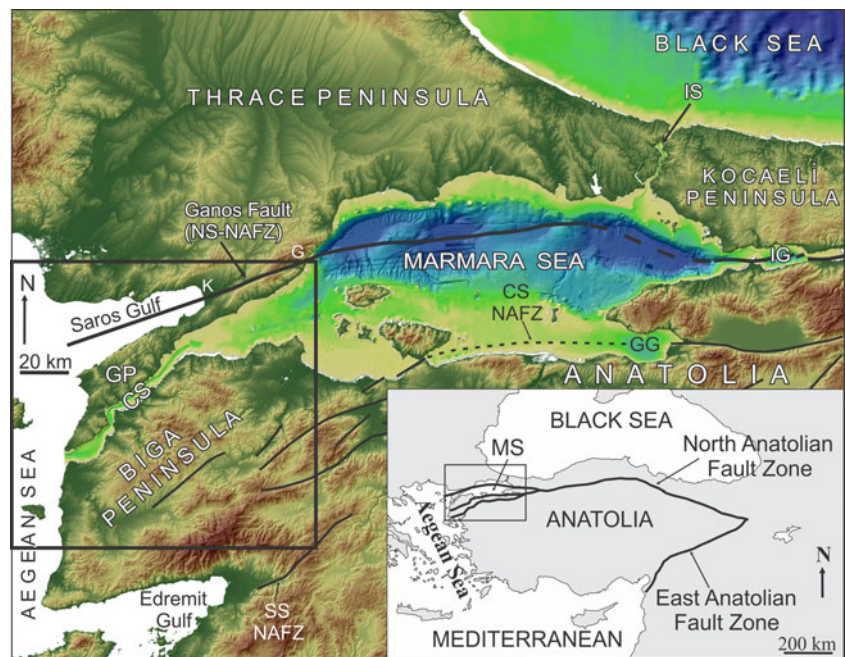 BLACK SEA
IS
THRACE PENINSULA
KOCAELİ
PENINSULA
Ganos Fault
(NS-NAFZ)
G
MARMARA SEA
IG
N
K
Saros Gulf
CS
NAFZ
20 km
GG
GP
CS
ANATOLIA
BIGA
PENINSULA
AEGEAN SEA
Edremit
Gulf
SS
NAFZ
BLACK SEA
MS
North Anatolian
Fault Zone
ANATOLIA
Aegean Sea
N
East Anatolian
Fault Zone
MEDITERRANEAN
200 km